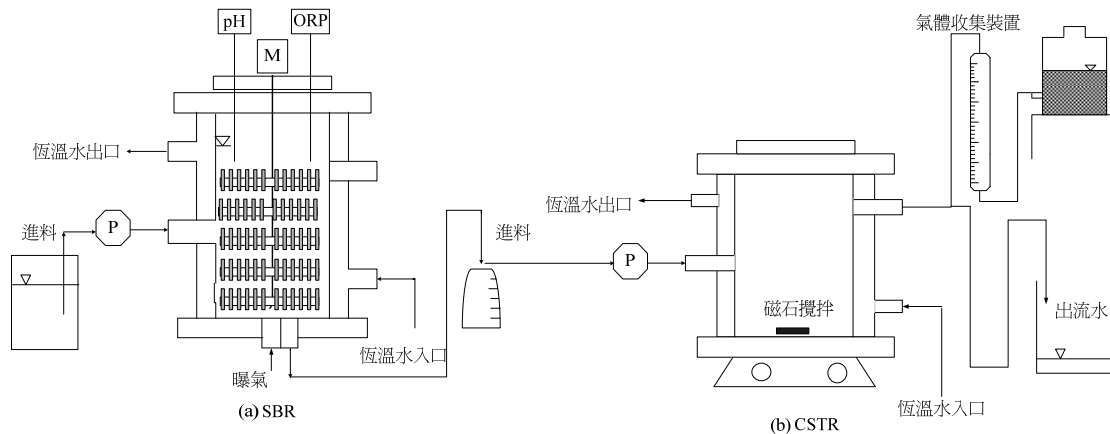 pH
ORP
M
恆溫水出口
進料
P
恆溫水入口
曝氣
(a) SBR
進料
P
恆溫水出口
磁石攪拌
氣體收集裝置
出流水
恆溫水入口
(b) CSTR